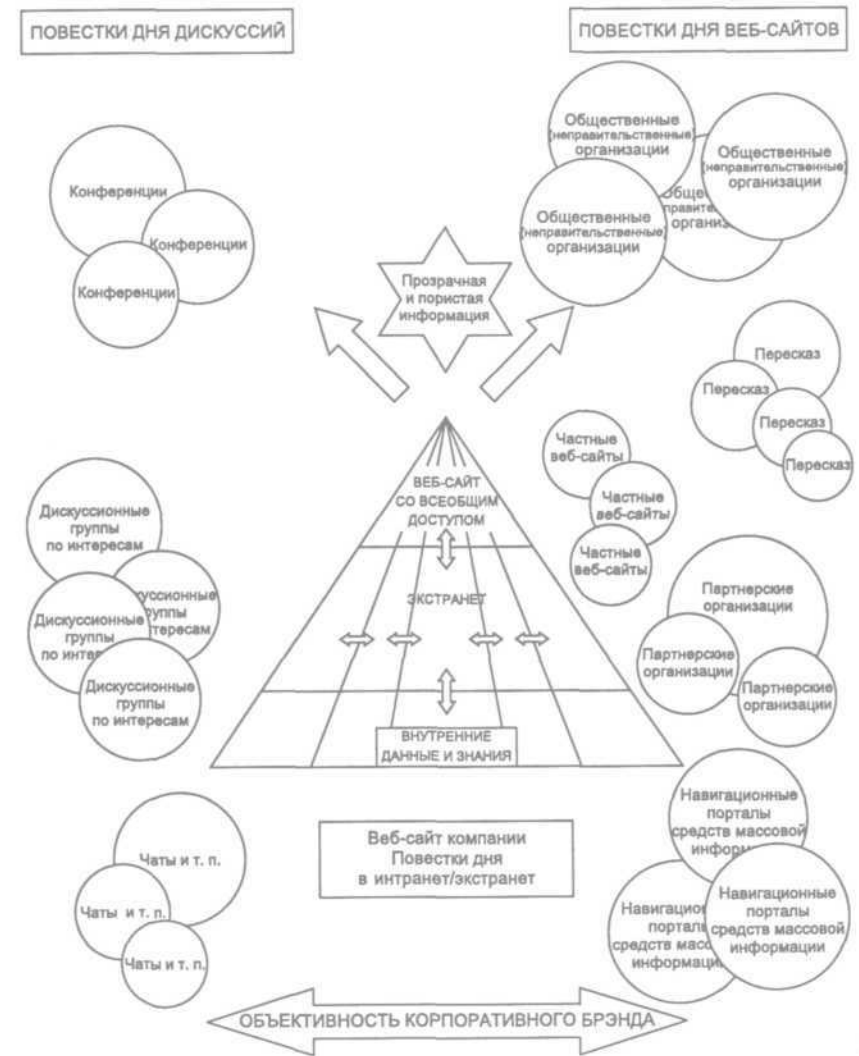 ПОВЕСТКИ ДНЯ ДИСКУССИЙ
ПОВЕСТКИ ДНЯ ВЕБ-САЙТОВ
Конференции
Конференции
Конференции
Общественные
(неправительственные)
организации
Общественные
(неправительственные)
организации
Общественные
(неправительственные)
организации
Прозрачная
и пористая
информация
Пересказ
Пересказ
Пересказ
Пересказ
Частные
веб-сайты
Частные
веб-сайты
Частные
веб-сайты
ВЕБ-САЙТ
СО ВСЕОБЩИМ
ДОСТУПОМ
ЭКСТРАНЕТ
ВНУТРЕННИЕ
ДАННЫЕ И ЗНАНИЯ
Дискуссионные
группы
по интересам
Дискуссионные
группы
Дискуссионные
группы
по интересам
Партнерские
организации
Партнерские
организации
Партнерские
организации
Веб-сайт компании
Повестки дня
в интранет/экстранет
Чаты и т. п.
Чаты и т. п.
Чаты и т. п.
Навигационные
порталы
средств массовой
Навигационные
порталы
средств массовой
информации
ОБЪЕКТИВНОСТЬ КОРПОРАТИВНОГО БРЭНДА